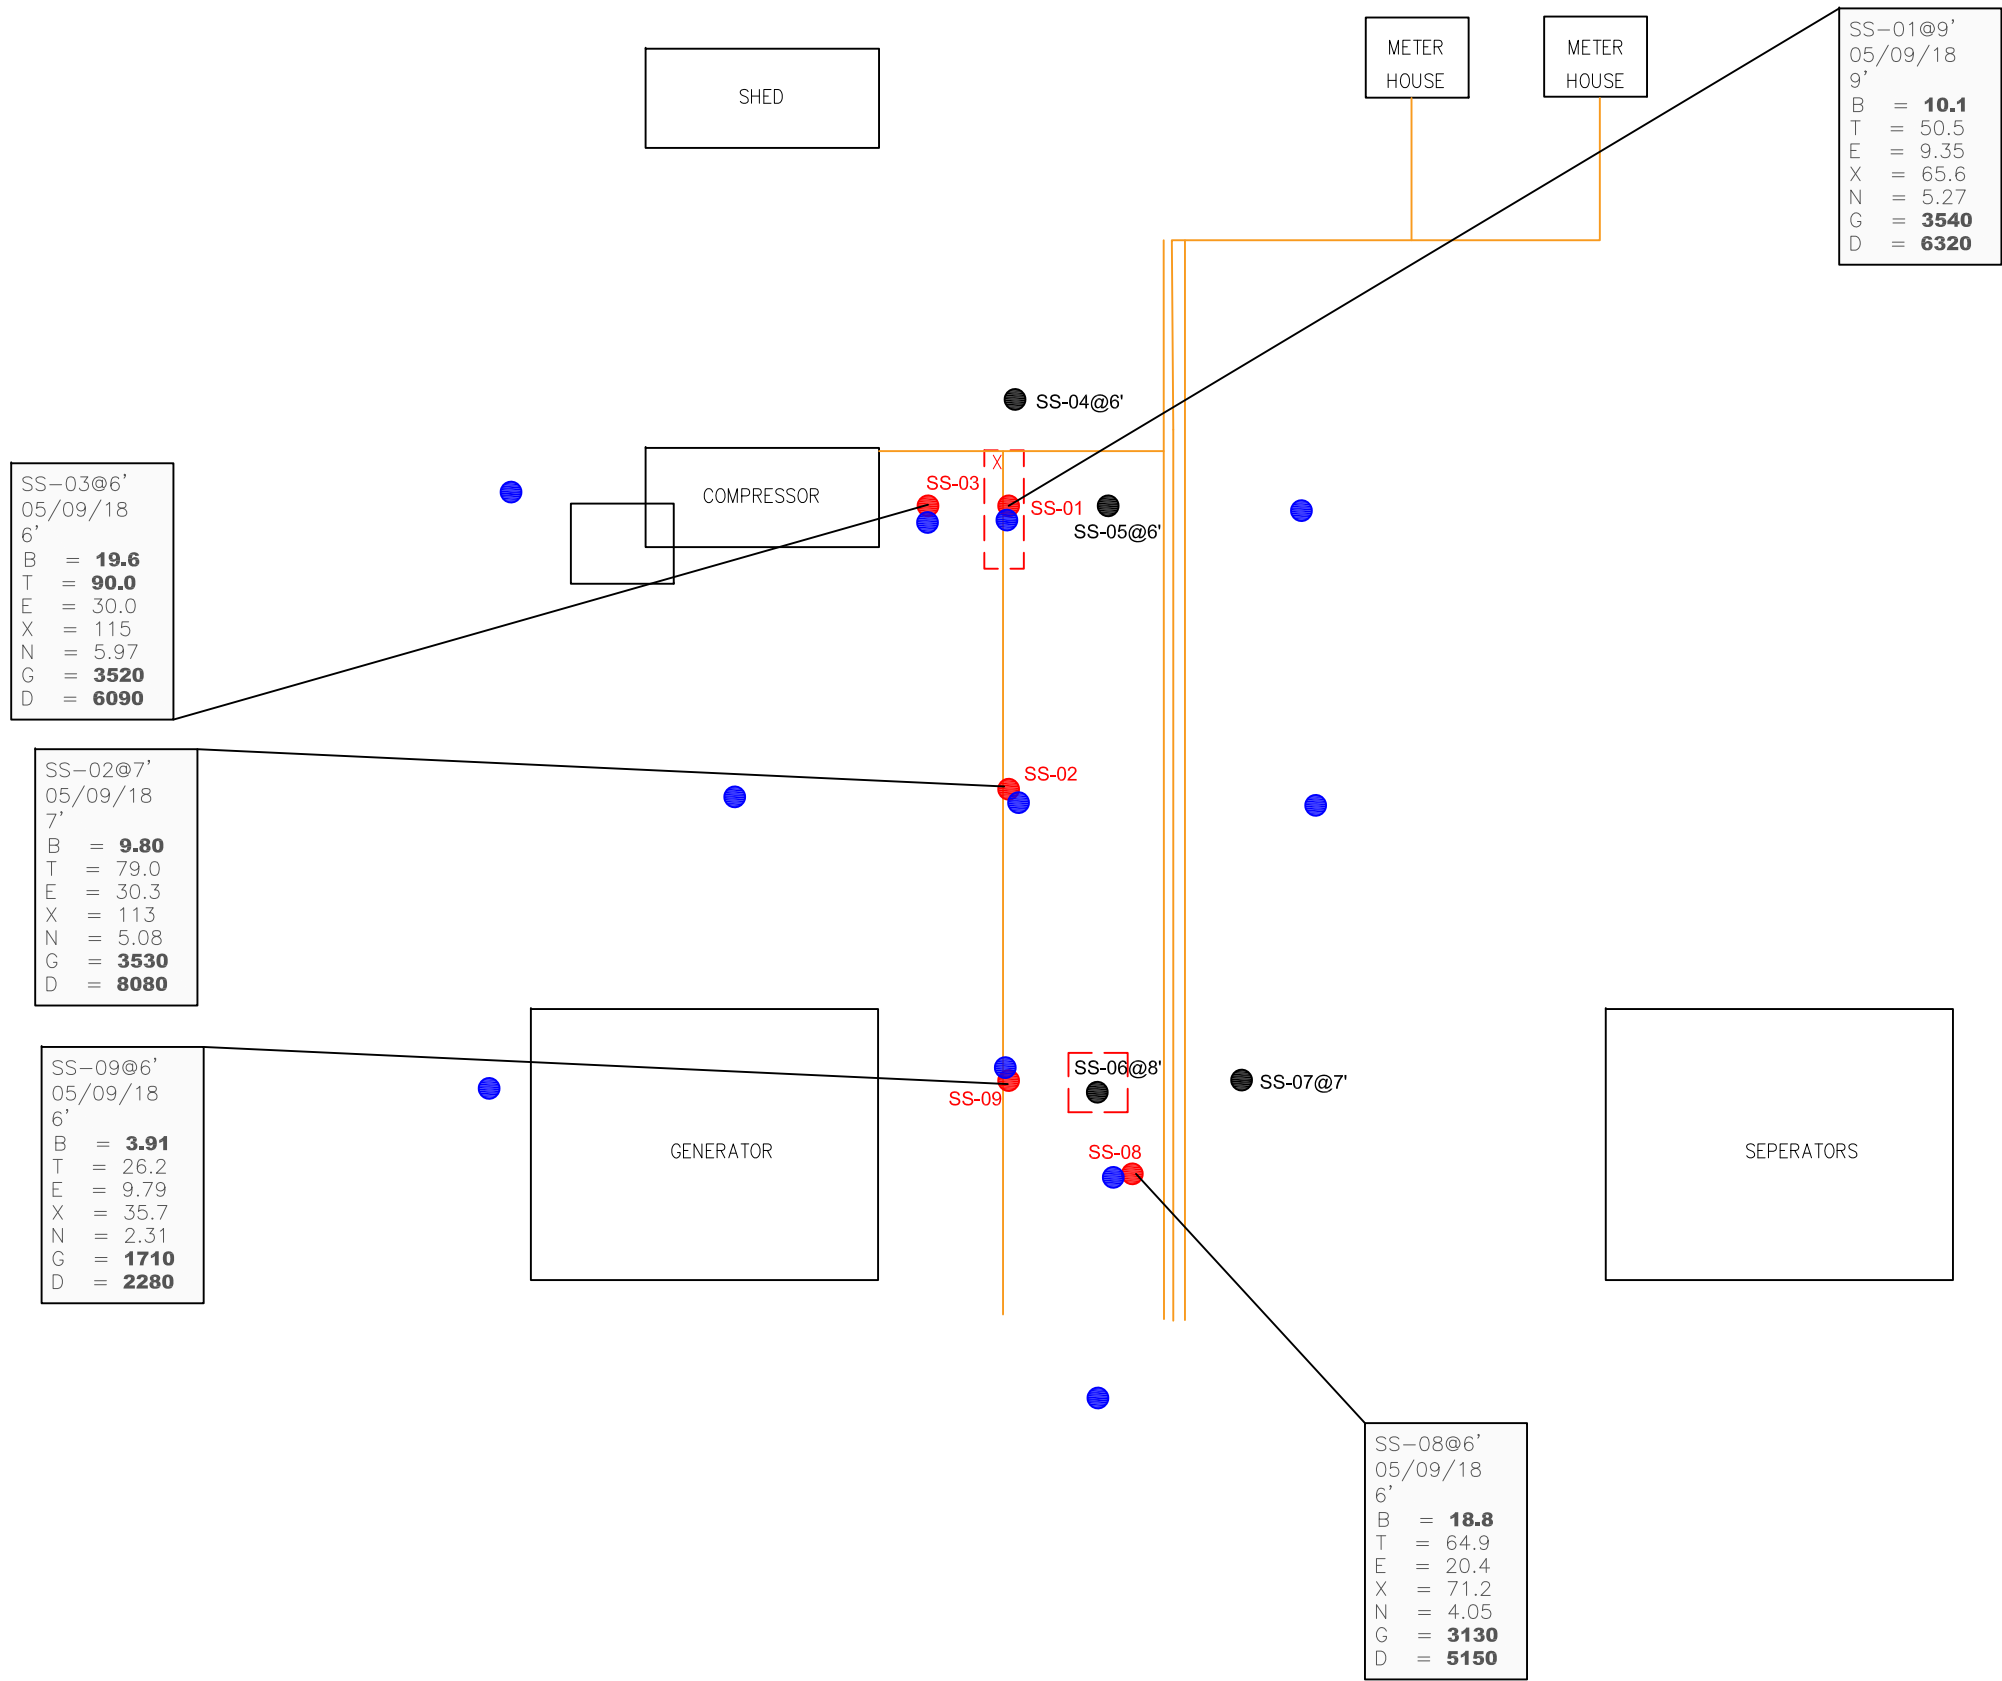 SHED
METER
HOUSE
METER
HOUSE
SS-01@9'
05/09/18
9'
B = 10.1
T = 50.5
E = 9.35
X = 65.6
N = 5.27
G = 3540
D = 6320
SS-04@6'
SS-03@6'
05/09/18
6'
B = 19.6
T = 90.0
E = 30.0
X = 115
N = 5.97
G = 3520
D = 6090
COMPRESSOR
SS-03
X
SS-01
SS-05@6'
SS-02@7'
05/09/18
7'
B = 9.80
T = 79.0
E = 30.3
X = 113
N = 5.08
G = 3530
D = 8080
SS-02
SS-09@6'
05/09/18
6'
B = 3.91
T = 26.2
E = 9.79
X = 35.7
N = 2.31
G = 1710
D = 2280
GENERATOR
SS-09
SS-06@8'
SS-07@7'
SS-08
SEPERATORS
SS-08@6'
05/09/18
6'
B = 18.8
T = 64.9
E = 20.4
X = 71.2
N = 4.05
G = 3130
D = 5150